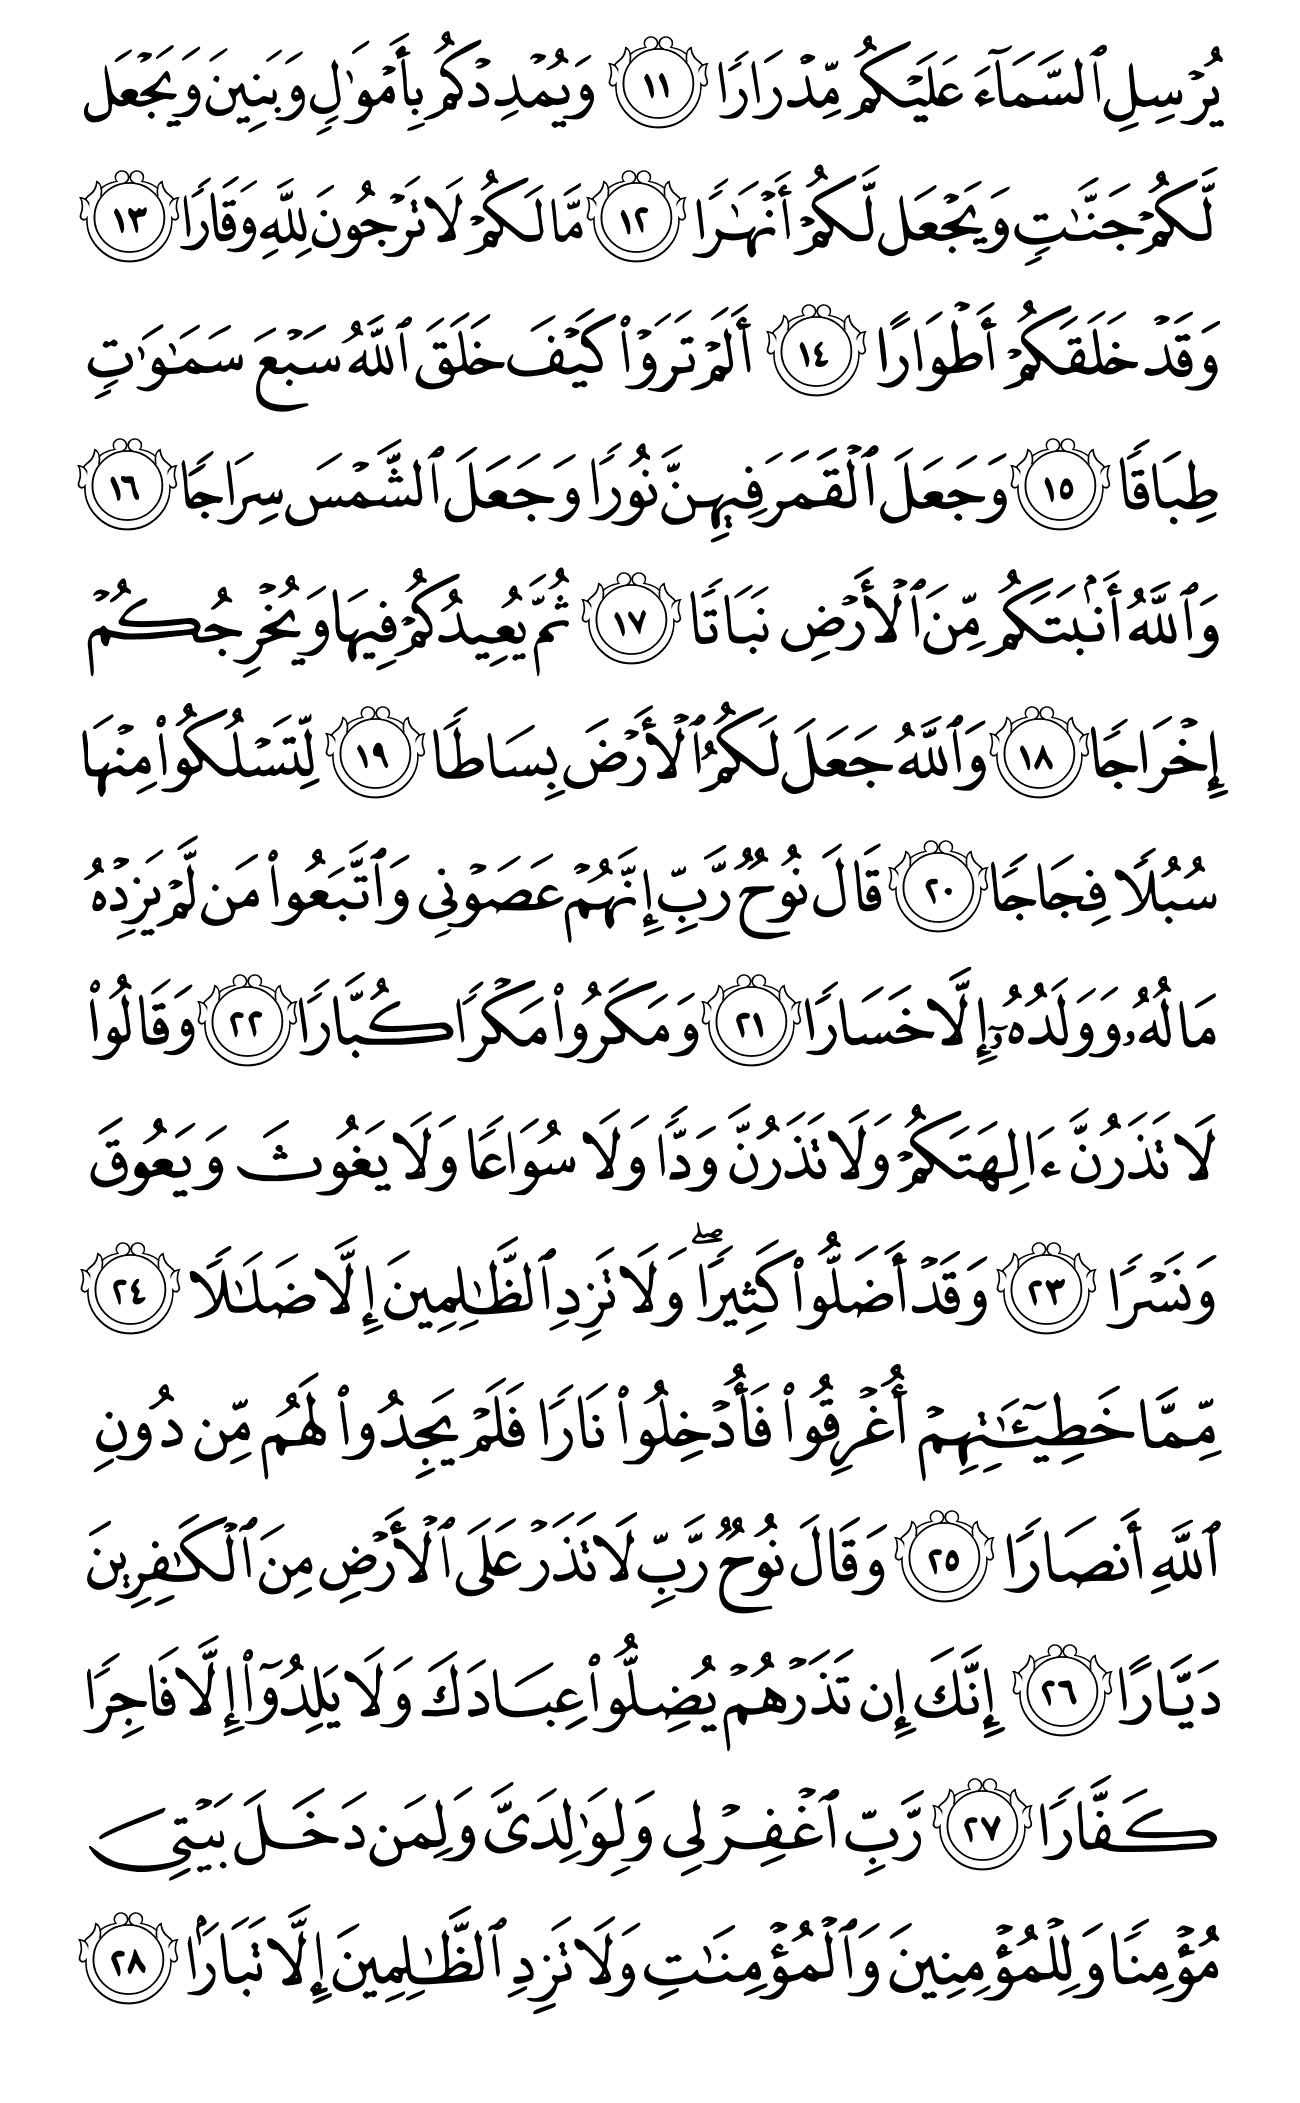 يُرْسِلِ ٱلسَّمَآءَ عَلَيْكُم مِّدْرَارًا ١١ وَيُمْدِدْكُم بِأَمْوَٰلٍ وَبَنِينَ وَيَجْعَل
لَّكُمْ جَنَّٰتٍ وَيَجْعَل لَّكُمْ أَنْهَٰرًا ١٢ مَّا لَكُمْ لَا تَرْجُونَ لِلَّهِ وَقَارًا ١٣
وَقَدْ خَلَقَكُمْ أَطْوَارًا ١٤ أَلَمْ تَرَوْا۟ كَيْفَ خَلَقَ ٱللَّهُ سَبْعَ سَمَٰوَٰتٍ
طِبَاقًا ١٥ وَجَعَلَ ٱلْقَمَرَ فِيهِنَّ نُورًا وَجَعَلَ ٱلشَّمْسَ سِرَاجًا ١٦
وَٱللَّهُ أَنۢبَتَكُم مِّنَ ٱلْأَرْضِ نَبَاتًا ١٧ ثُمَّ يُعِيدُكُمْ فِيهَا وَيُخْرِجُكُمْ
إِخْرَاجًا ١٨ وَٱللَّهُ جَعَلَ لَكُمُ ٱلْأَرْضَ بِسَاطًا ١٩ لِّتَسْلُكُوا۟ مِنْهَا
سُبُلًا فِجَاجًا ٢٠ قَالَ نُوحٌ رَّبِّ إِنَّهُمْ عَصَوْنِى وَٱتَّبَعُوا۟ مَن لَّمْ يَزِدْهُ
مَالُهُۥ وَوَلَدُهُۥٓ إِلَّا خَسَارًا ٢١ وَمَكَرُوا۟ مَكْرًا كُبَّارًا ٢٢ وَقَالُوا۟
لَا تَذَرُنَّ ءَالِهَتَكُمْ وَلَا تَذَرُنَّ وَدًّا وَلَا سُوَاعًا وَلَا يَغُوثَ وَيَعُوقَ
وَنَسْرًا ٢٣ وَقَدْ أَضَلُّوا۟ كَثِيرًا ۖ وَلَا تَزِدِ ٱلظَّٰلِمِينَ إِلَّا ضَلَٰلًا ٢٤
مِّمَّا خَطِيٓـَٰٔتِهِمْ أُغْرِقُوا۟ فَأُدْخِلُوا۟ نَارًا فَلَمْ يَجِدُوا۟ لَهُم مِّن دُونِ
ٱللَّهِ أَنصَارًا ٢٥ وَقَالَ نُوحٌ رَّبِّ لَا تَذَرْ عَلَى ٱلْأَرْضِ مِنَ ٱلْكَٰفِرِينَ
دَيَّارًا ٢٦ إِنَّكَ إِن تَذَرْهُمْ يُضِلُّوا۟ عِبَادَكَ وَلَا يَلِدُوٓا۟ إِلَّا فَاجِرًا
كَفَّارًا ٢٧ رَّبِّ ٱغْفِرْ لِى وَلِوَٰلِدَىَّ وَلِمَن دَخَلَ بَيْتِىَ
مُؤْمِنًا وَلِلْمُؤْمِنِينَ وَٱلْمُؤْمِنَٰتِ وَلَا تَزِدِ ٱلظَّٰلِمِينَ إِلَّا تَبَارًۢا ٢٨